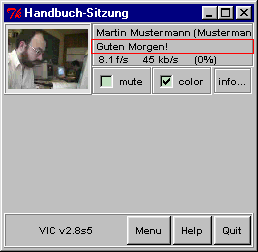 Handbuch-Sitzung
Martin Mustermann (Musterman
Guten Morgen!
8.1 f/s 45 kb/s (0%)
mute color info...
VIC v2.8s5 Menu Help Quit